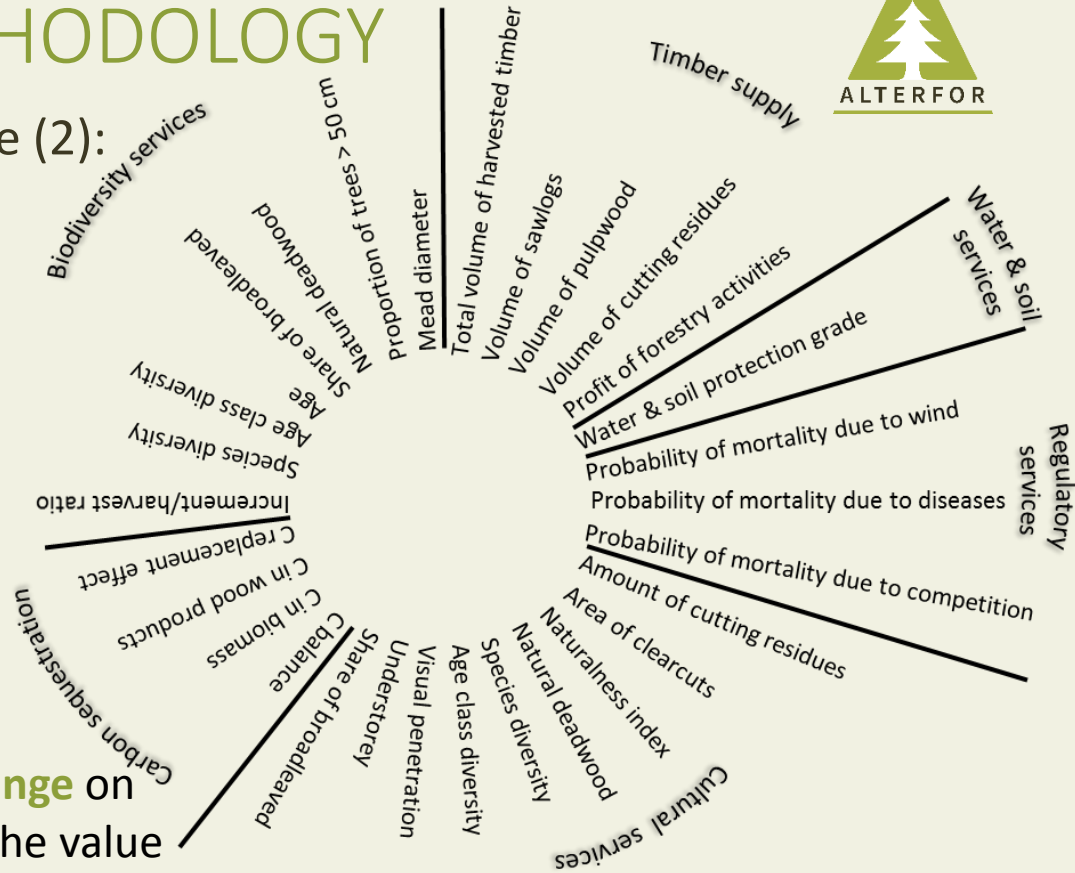 HODOLOGY
ALTERFOR
e (2):
Timber supply
Total volume of harvested timber
Volume of sawlogs
Volume of pulpwood
Volume of cutting residues
Profit of forestry activities
Water & soil
services
Water & soil protection grade
Regulatory
services
Probability of mortality due to wind
Probability of mortality due to diseases
Probability of mortality due to competition
Cultural services
Amount of cutting residues
Area of clearcuts
Naturalness index
Natural deadwood
Species diversity
Age class diversity
Visual penetration
Understorey
Share of broadleaved
Carbon sequestration
C balance
C in biomass
C in wood products
C replacement effect
Biodiversity services
Increment/harvest ratio
Species diversity
Age class diversity
Age
Share of broadleaved
Natural deadwood
Proportion of trees > 50 cm
Mead diameter
nge on
he value